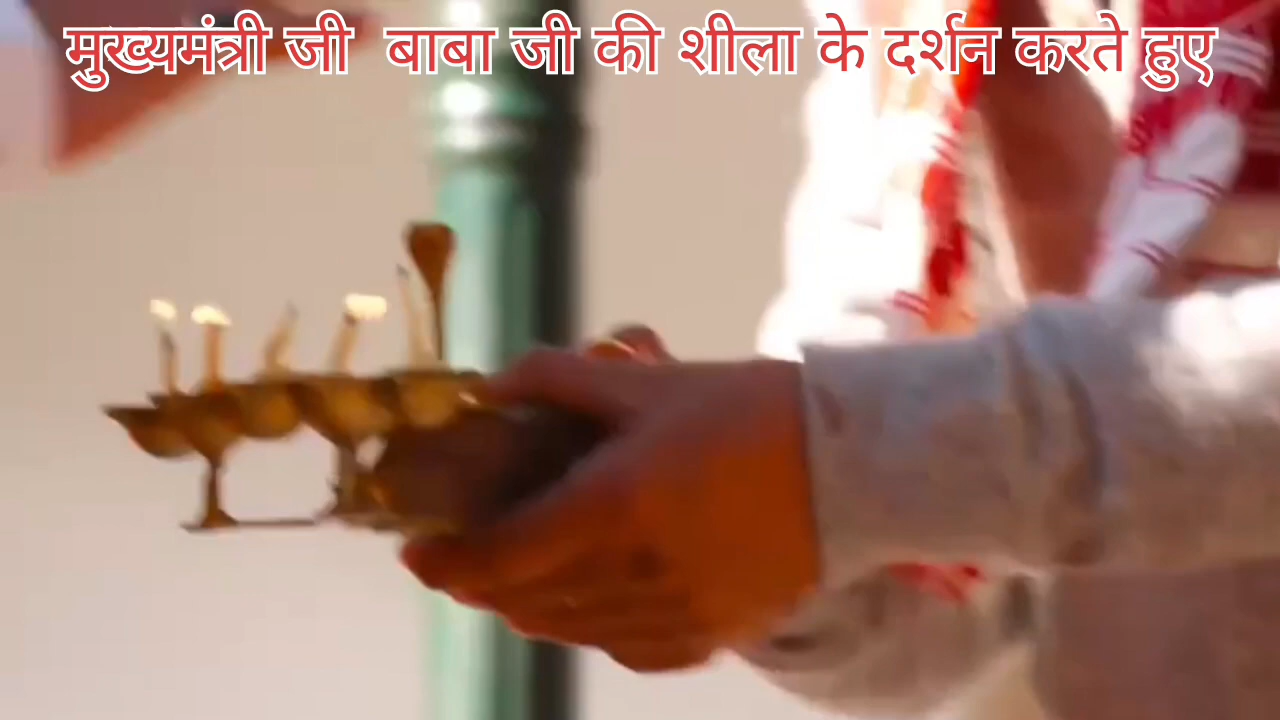 मुख्यमंत्री जी बाबा जी की शीला के दर्शन करते हुए